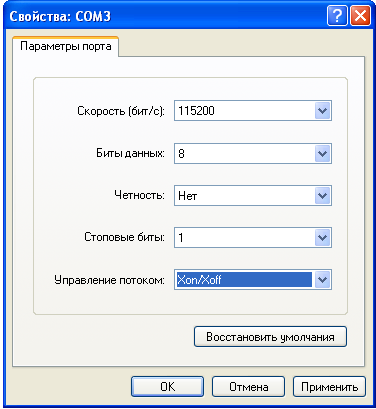 Свойства: COM3
Параметры порта
Скорость (бит/с): 115200
Биты данных: 8
Четность: Нет
Стоповые биты: 1
Управление потоком: Xon/Xoff
Восстановить умолчания
ОК Отмена Применить